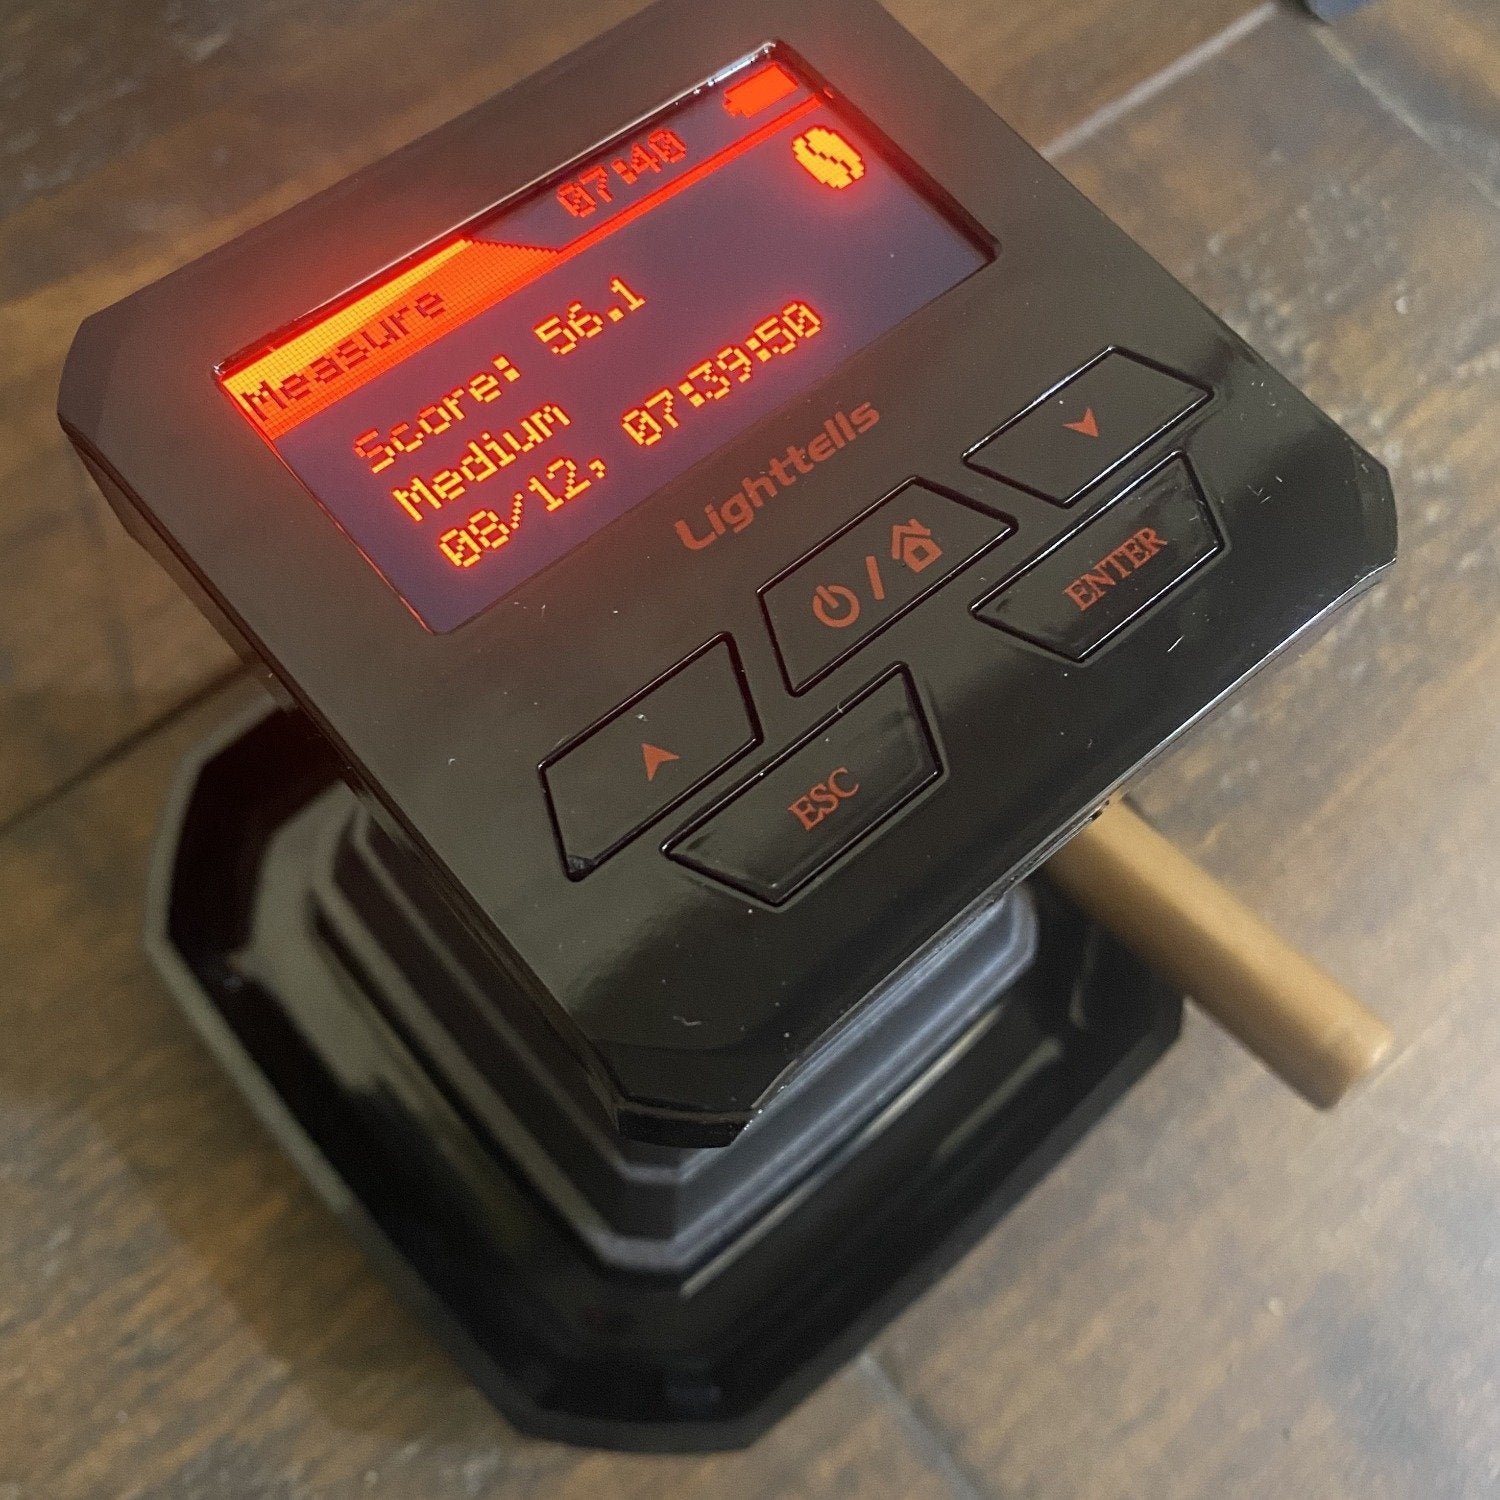 Measure 07:40
Score: 56.1
Medium
08/12, 07:39:50
Lighttells
ENTER
ESC